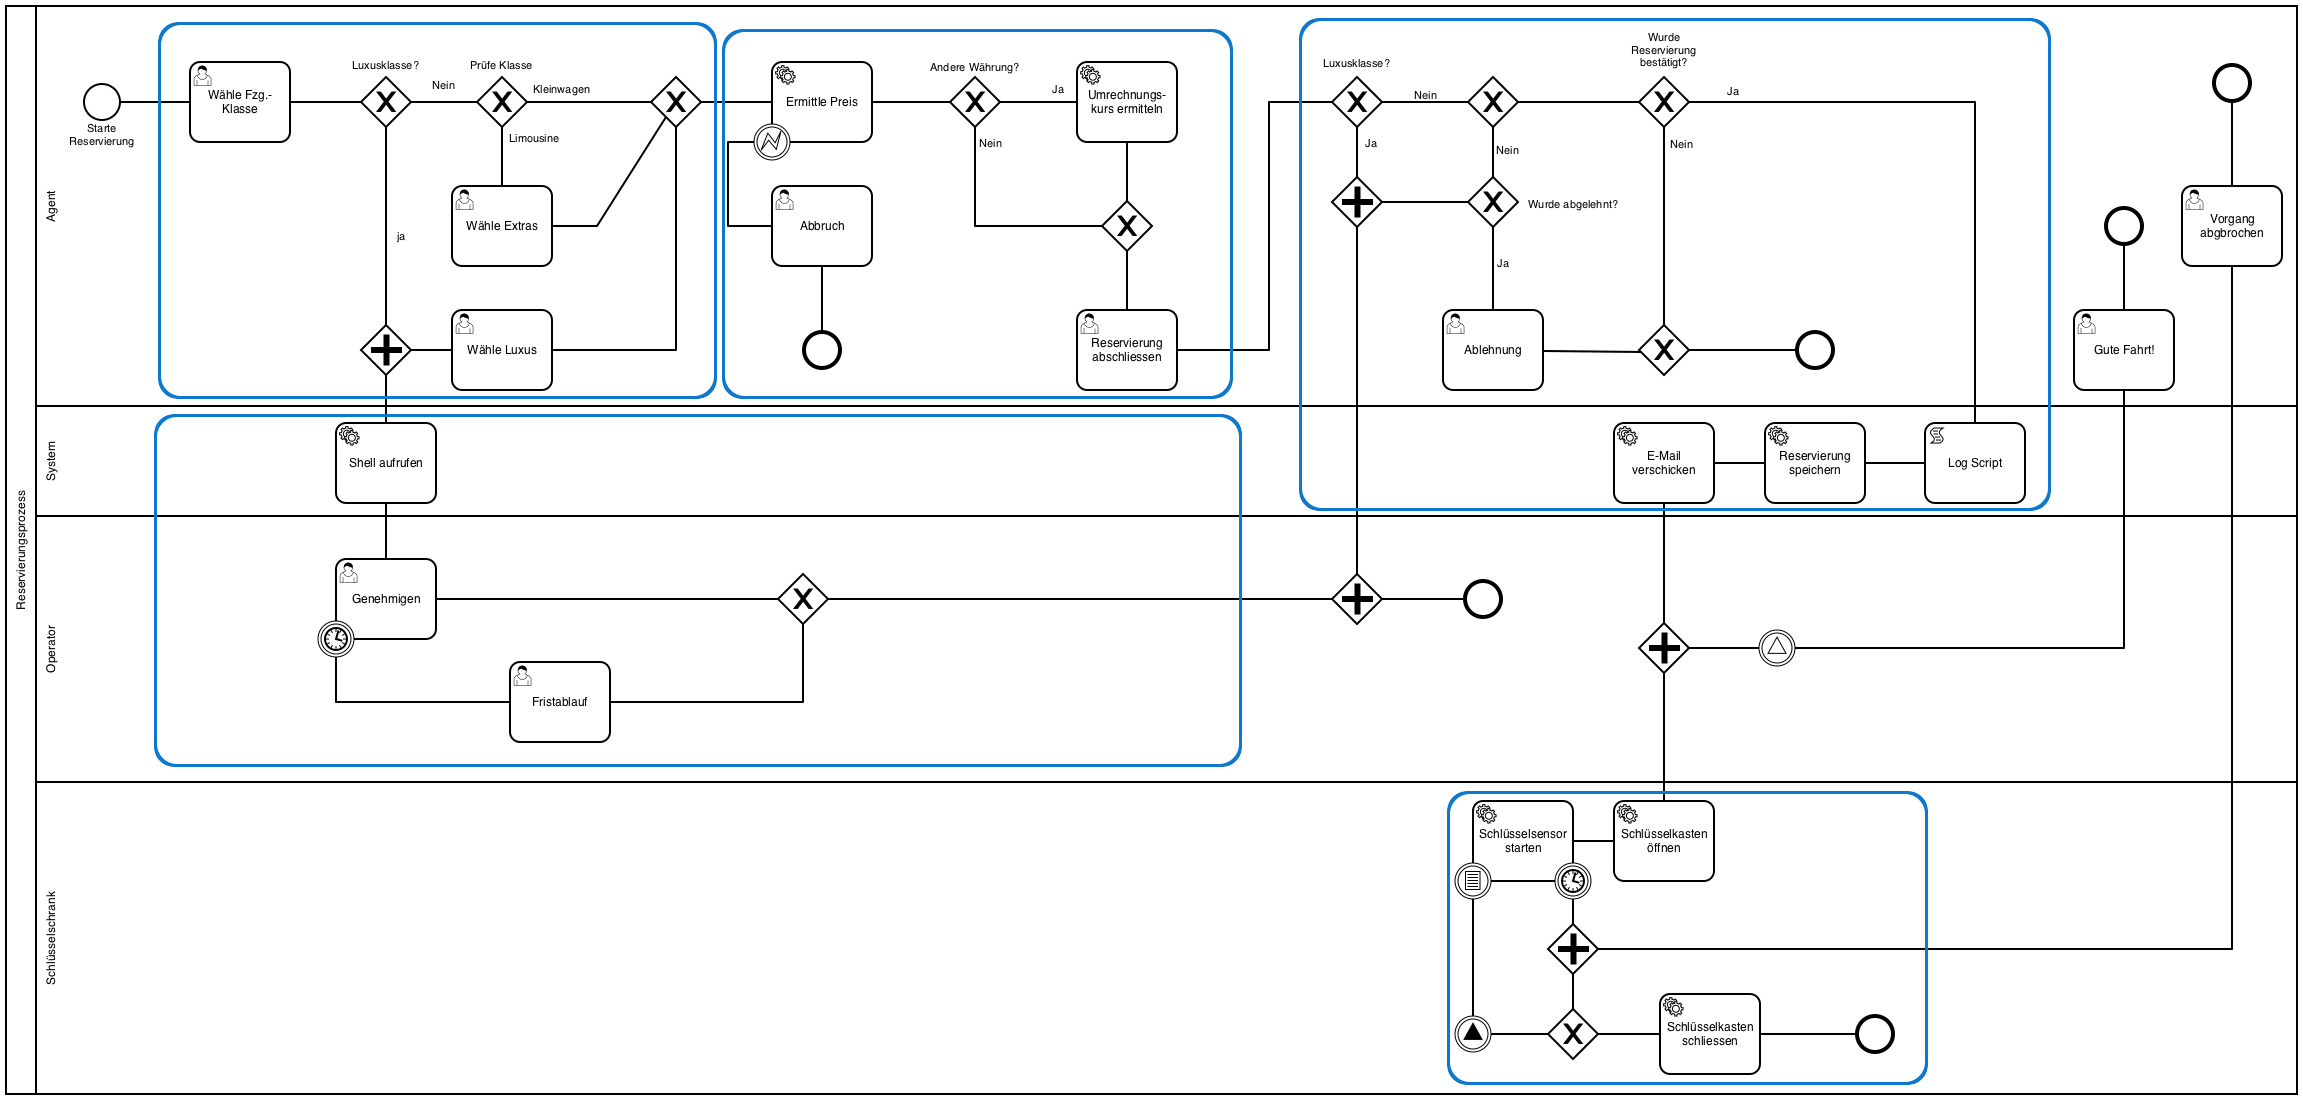 Reservierungsprozess
Agent
Starte
Reservierung
Wähle Fzg.-
Klasse
Luxusklasse?
Nein
ja
Prüfe Klasse
Kleinwagen
Limousine
Wähle Extras
Wähle Luxus
Ermittle Preis
Abbruch
Andere Währung?
Ja
Nein
Umrechnungs-
kurs ermitteln
Reservierung
abschliessen
Luxusklasse?
Nein
Ja
Nein
Wurde abgelehnt?
Ja
Ablehnung
Wurde
Reservierung
bestätigt?
Ja
Nein
Gute Fahrt!
Vorgang
abgbrochen
System
Shell aufrufen
E-Mail
verschicken
Reservierung
speichern
Log Script
Operator
Genehmigen
Fristablauf
Schlüsselschrank
Schlüsselsensor
starten
Schlüsselkasten
öffnen
Schlüsselkasten
schliessen